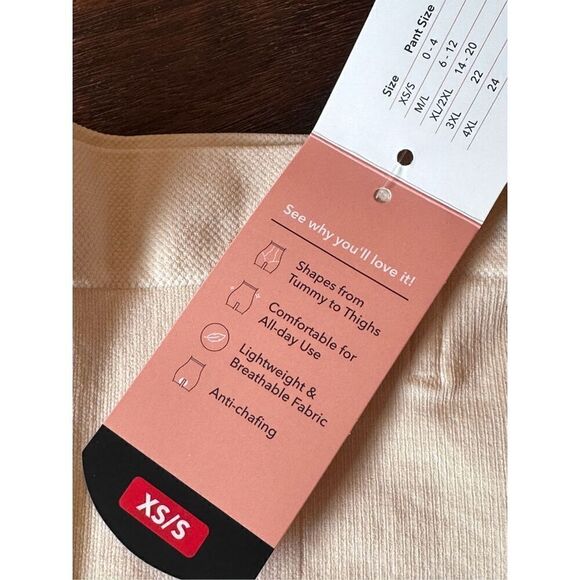 Size Pant Size
XS/S 0 - 4
M/L 6 - 12
XL/2XL 14 - 20
3XL 22
4XL 24
See why you'll love it!
Shapes from
Tummy to Thighs
Comfortable for
All-day Use
Lightweight &
Breathable Fabric
Anti-chafing
XS/S